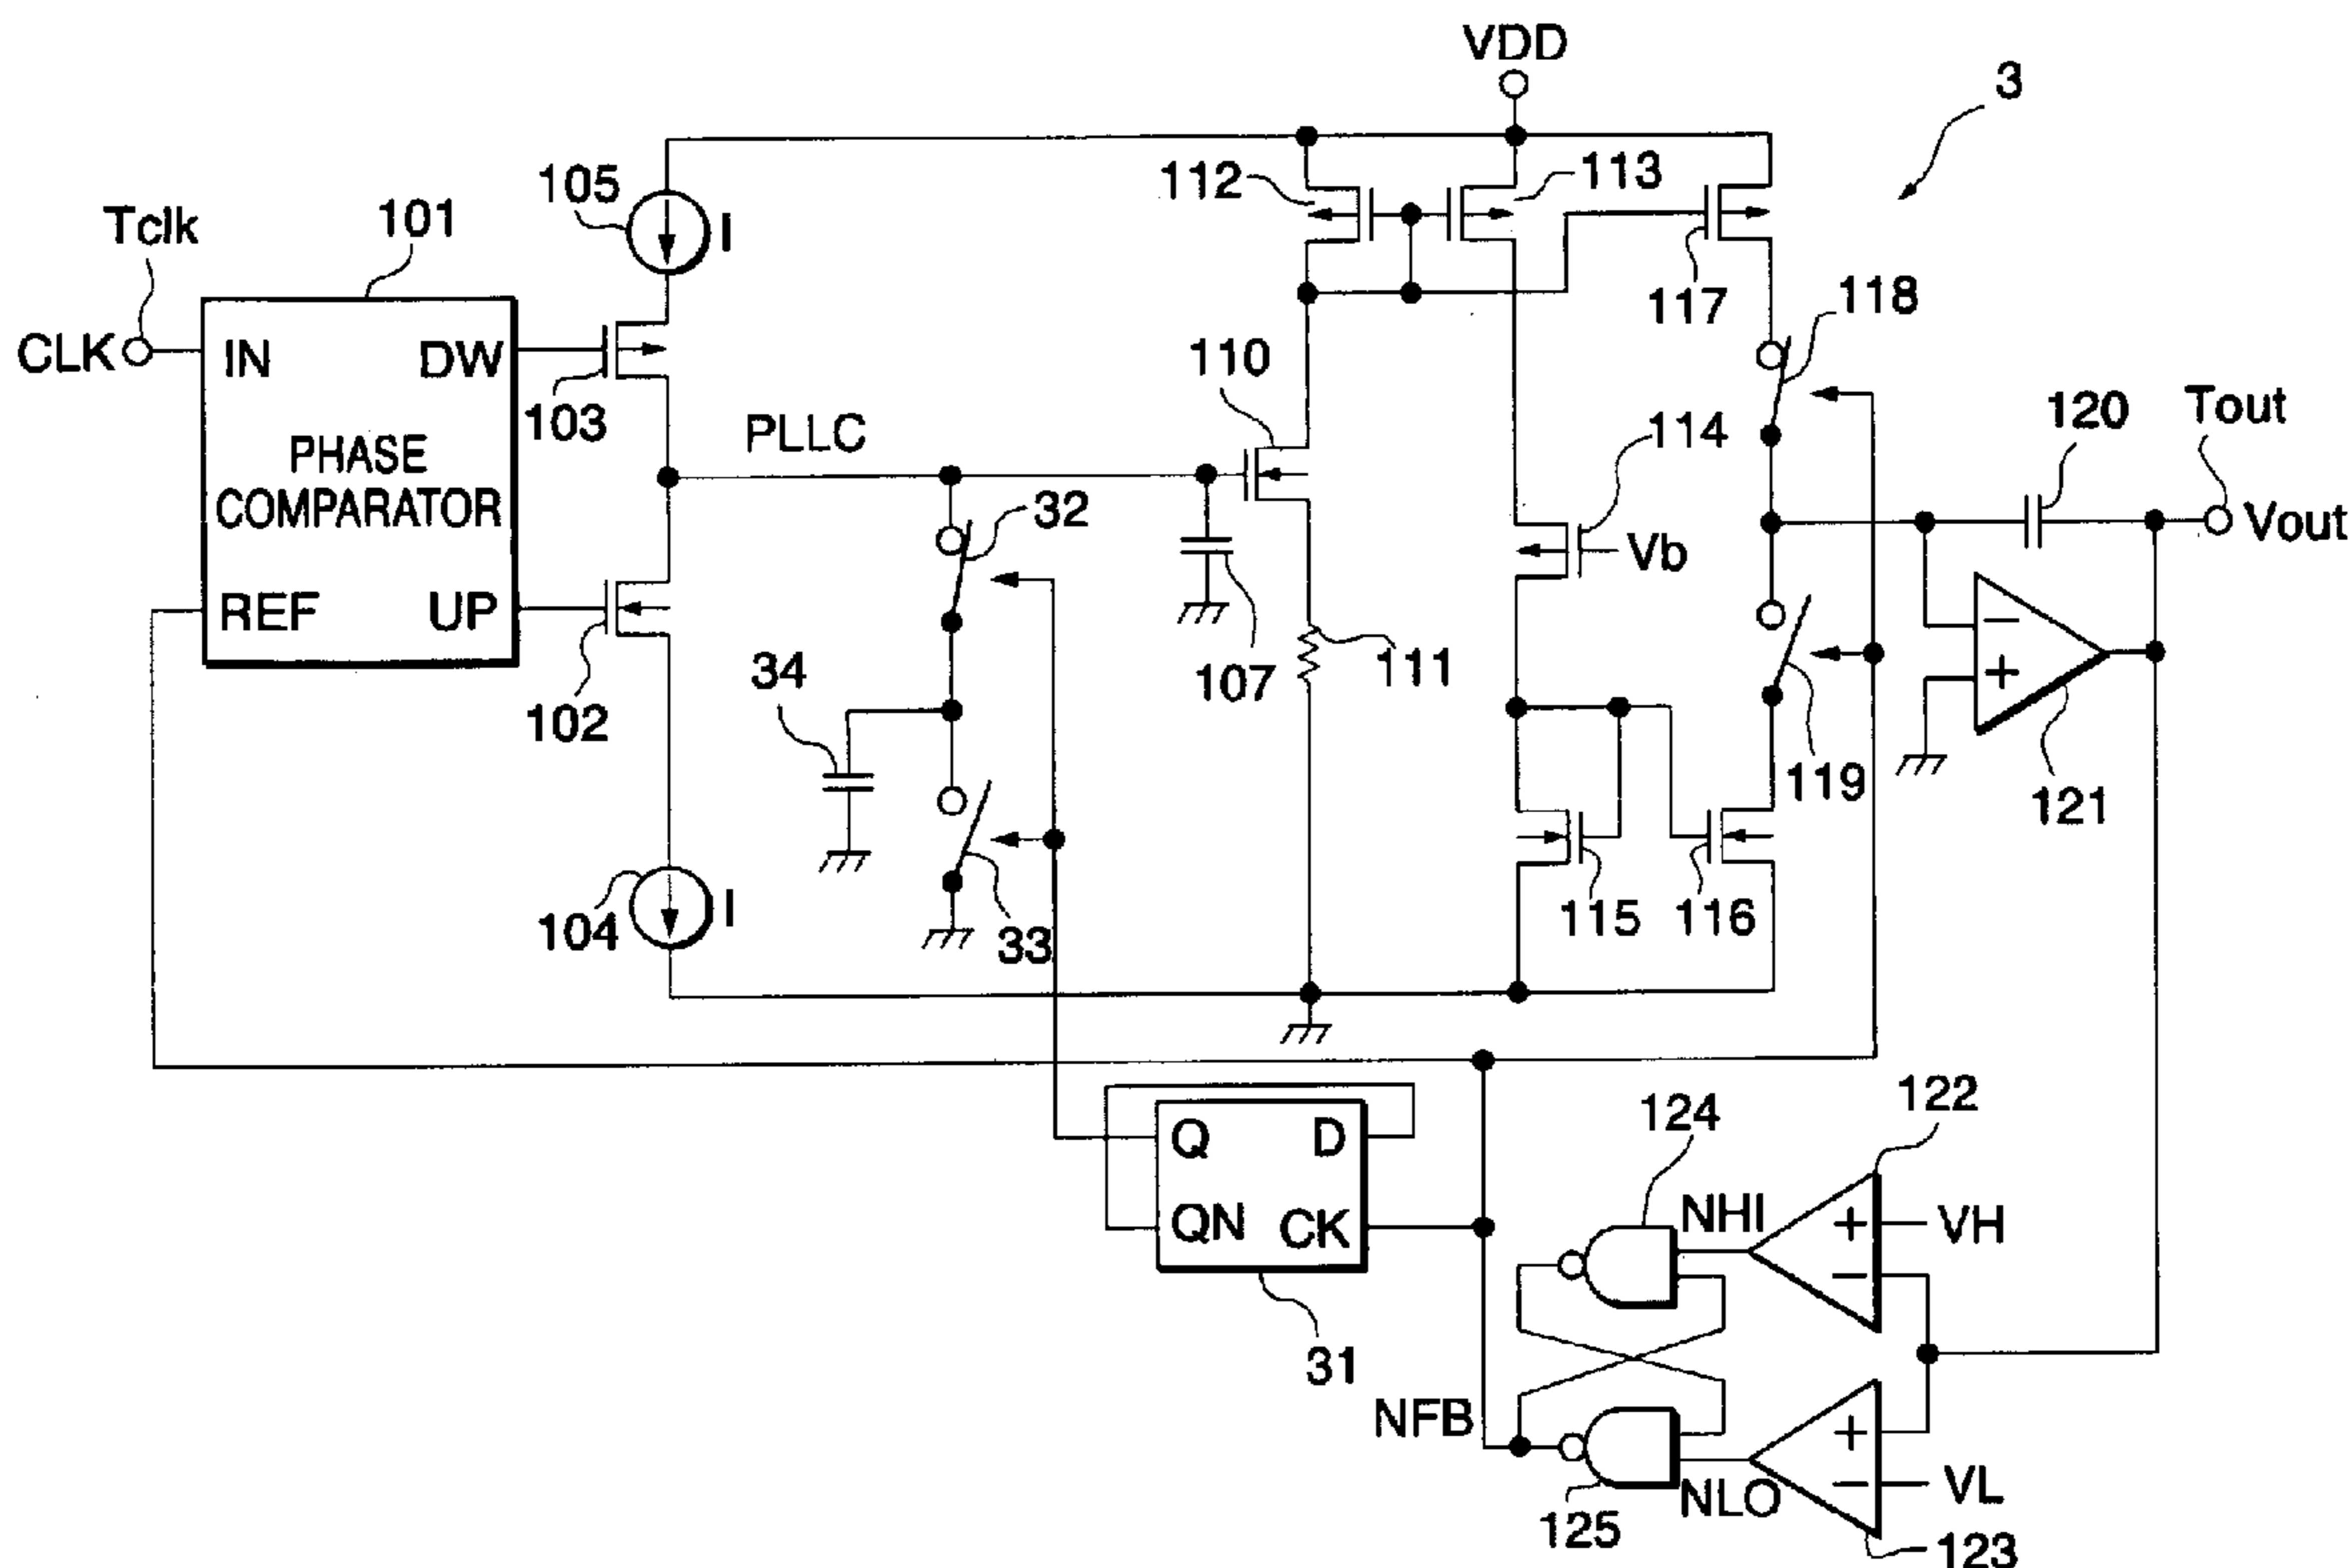 VDD
3
112
113
105
I
Tclk
101
117
118
CLK
IN
DW
103
110
120
Tout
PLLC
114
PHASE
COMPARATOR
32
Vb
Vout
REF
UP
−
+
34
107
111
102
119
121
104
I
33
115
116
124
122
Q
D
NHI
+
VH
QN
CK
−
31
NFB
+
NLO
−
VL
125
123